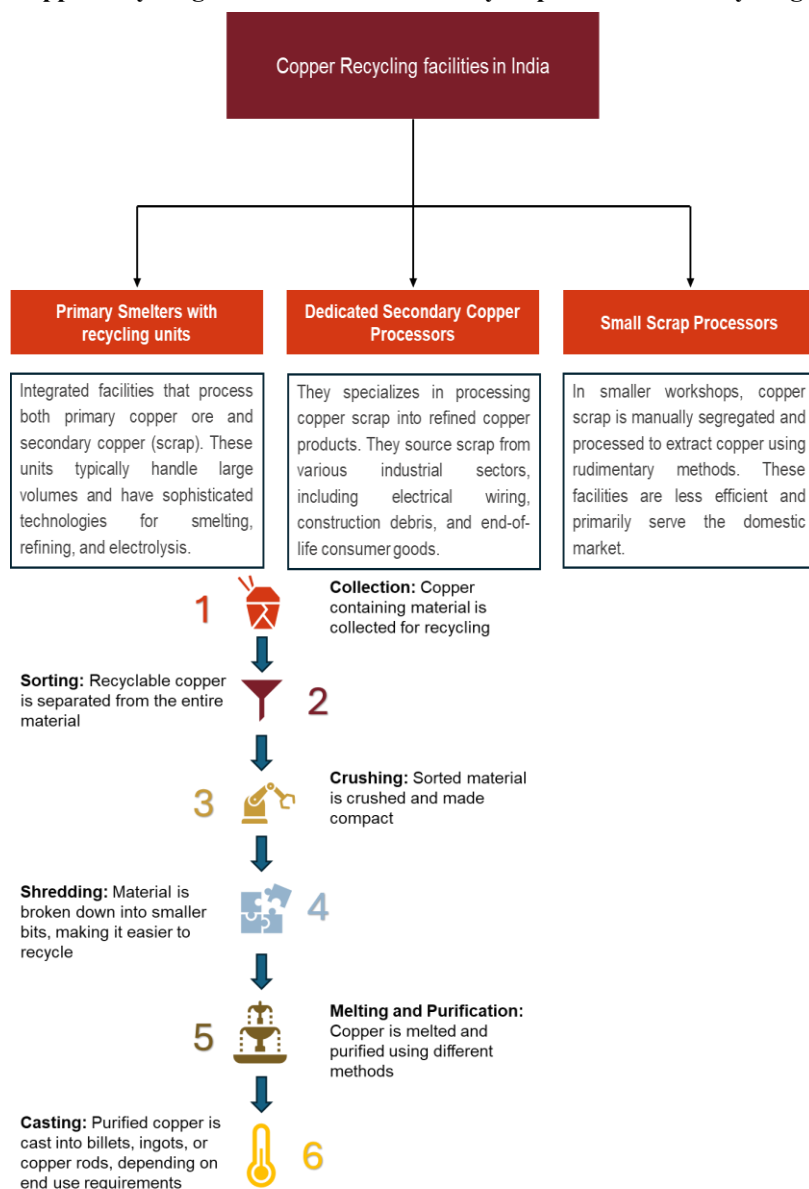 Copper Recycling facilities in India
Primary Smelters with
recycling units
Integrated facilities that process
both primary copper ore and
secondary copper (scrap). These
units typically handle large
volumes and have sophisticated
technologies for smelting,
refining, and electrolysis.
Dedicated Secondary Copper
Processors
They specializes in processing
copper scrap into refined copper
products. They source scrap from
various industrial sectors,
including electrical wiring,
construction debris, and end-of-
life consumer goods.
Small Scrap Processors
In smaller workshops, copper
scrap is manually segregated and
processed to extract copper using
rudimentary methods. These
facilities are less efficient and
primarily serve the domestic
market.
1
Collection: Copper
containing material is
collected for recycling
Sorting: Recyclable copper
is separated from the entire
material
2
3
Crushing: Sorted material
is crushed and made
compact
Shredding: Material is
broken down into smaller
bits, making it easier to
recycle
4
5
Melting and Purification:
Copper is melted and
purified using different
methods
Casting: Purified copper is
cast into billets, ingots, or
copper rods, depending on
end use requirements
6